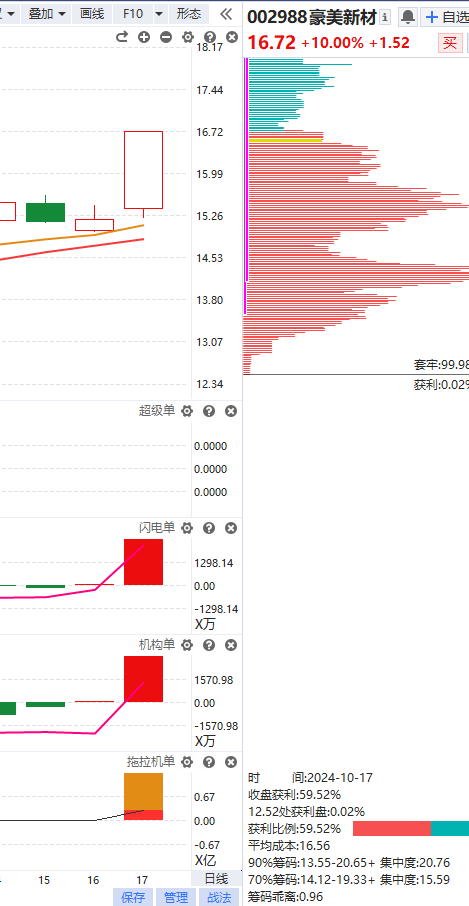 叠加 画线 F10 形态
002988豪美新材 自选
16.72 +10.00% +1.52 买
18.17
17.44
16.72
15.99
15.26
14.53
13.80
13.07
12.34
套牢:99.98
获利:0.02%
超级单
0.0000
0.0000
0.0000
闪电单
1298.14
0.00
-1298.14
X万
机构单
1570.98
0.00
-1570.98
X万
拖拉机单
0.67
0.00
-0.67
X亿
15 16 17 日线
保存 管理 战法
时 间:2024-10-17
收盘获利:59.52%
12.52处获利盘:0.02%
获利比例:59.52%
平均成本:16.56
90%筹码:13.55-20.65+ 集中度:20.76
70%筹码:14.12-19.33+ 集中度:15.59
筹码乖离:0.96